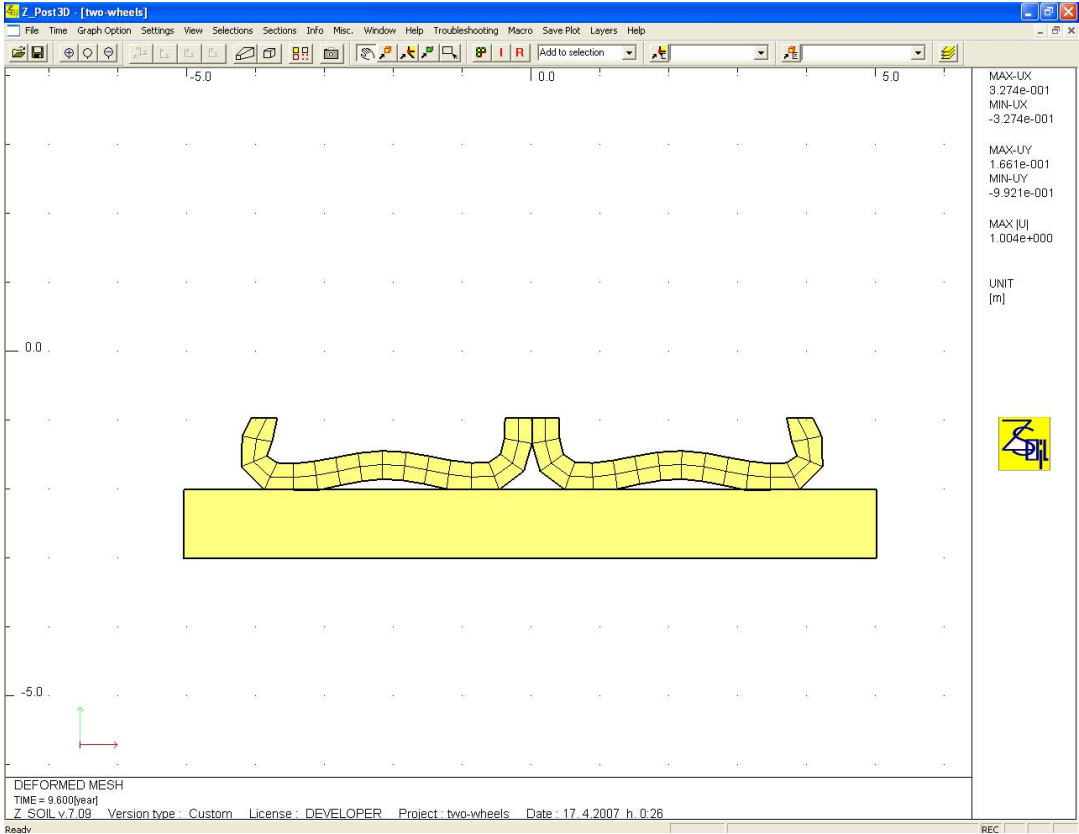 Z_Post3D - [two-wheels]
File Time Graph Option Settings View Selections Sections Info Misc. Window Help Troubleshooting Macro Save Plot Layers Help
I R Add to selection
-5.0 0.0 5.0
MAX-UX
3.274e-001
MIN-UX
-3.274e-001
MAX-UY
1.661e-001
MIN-UY
-9.921e-001
MAX |U|
1.004e+000
UNIT
[m]
0.0
-5.0
DEFORMED MESH
TIME = 9.600[year]
Z_SOIL v.7.09 Version type : Custom License : DEVELOPER Project : two-wheels Date : 17. 4.2007 h. 0:26
Ready REC